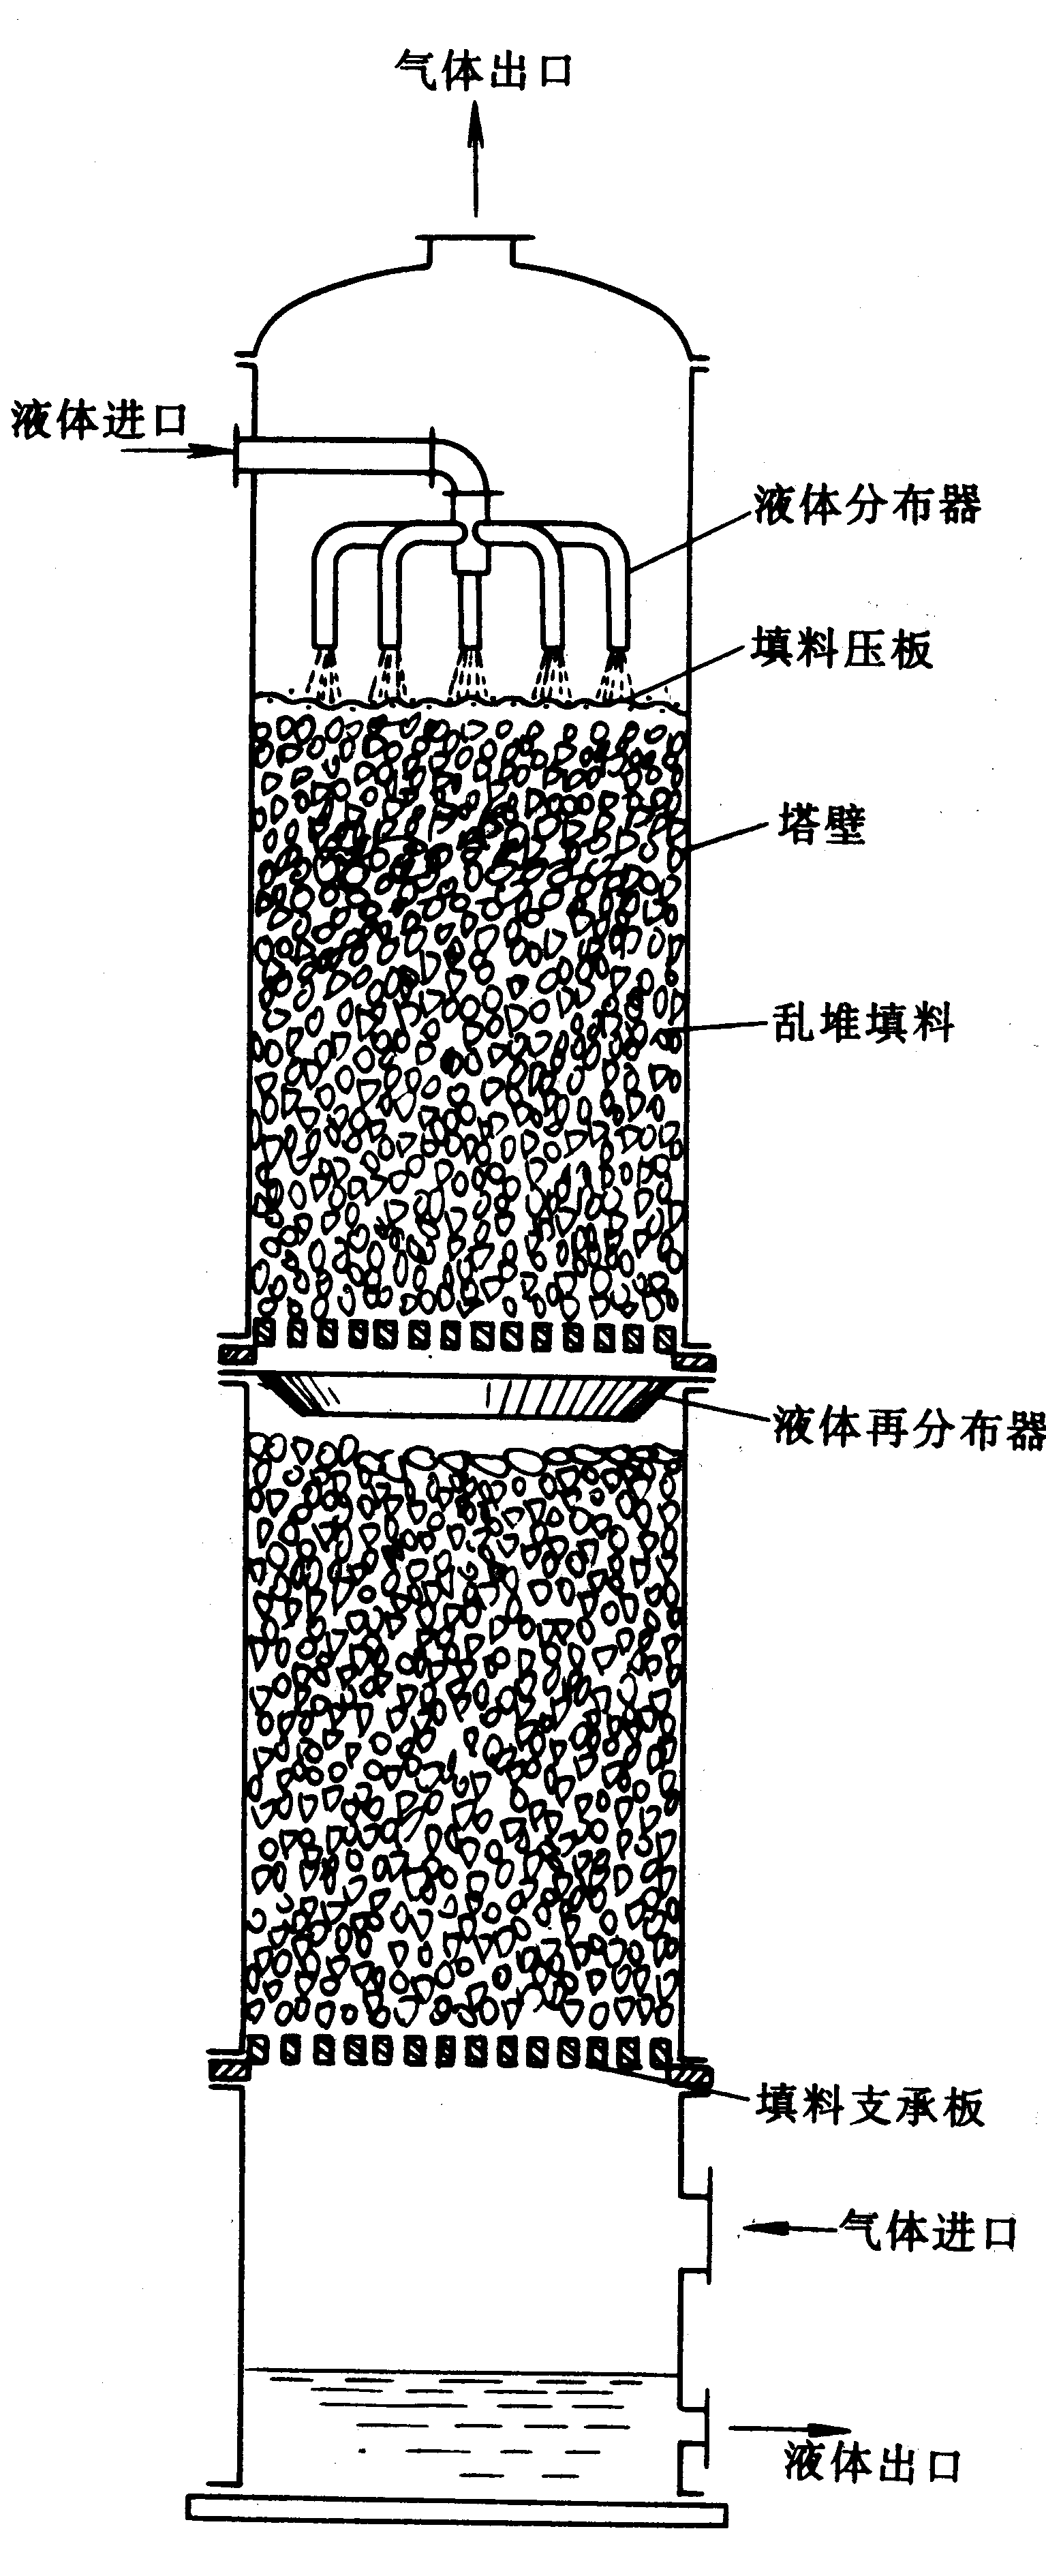 气体出口
液体进口
液体分布器
填料压板
塔壁
乱堆填料
液体再分布器
填料支承板
气体进口
液体出口